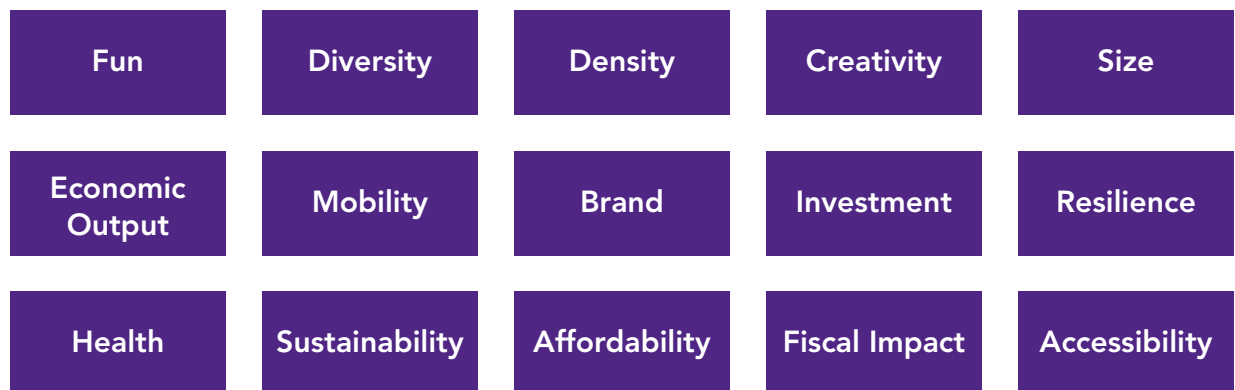 Fun
Diversity
Density
Creativity
Size
Economic
Output
Mobility
Brand
Investment
Resilience
Health
Sustainability
Affordability
Fiscal Impact
Accessibility